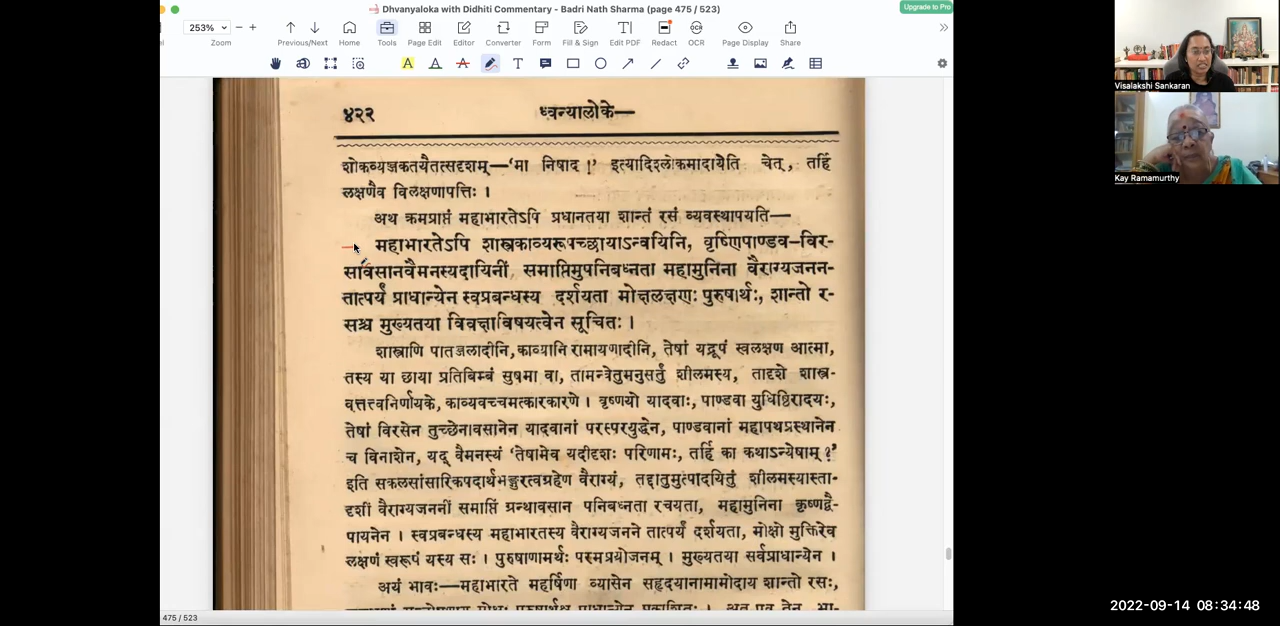 Dhvanyaloka with Didhiti Commentary - Badri Nath Sharma (page 475 / 523)
Upgrade to Pro
253%
Zoom Previous/Next Home Tools Page Edit Editor Converter Form Fill & Sign Edit PDF Redact OCR Page Display Share
४२२ ध्वन्यालोके—
शोकव्यञ्जकतयैतत्सदृशम्—‘मा निषाद !’ इत्यादिश्लोकमादायेति चेत्, तर्हि
लक्षणैव विलक्षणापत्तिः ।
अथ क्रमप्राप्तं महाभारतेऽपि प्रधानतया शान्तं रसं व्यवस्थापयति—
महाभारतेऽपि शास्त्रकाव्यरूपच्छायाऽन्वयिनि, वृष्णिपाण्डव-विर-
सावसानवैमनस्यदायिनीं समाप्तिमुपनिबध्नता महामुनिना वैराग्यजनन-
तात्पर्यं प्राधान्येन स्वप्रबन्धस्य दर्शयता मोक्षलक्षणः पुरुषार्थः, शान्तो र-
सश्च मुख्यतया विवक्षाविषयत्वेन सूचितः ।
शास्त्राणि पातञ्जलादीनि, काव्यानि रामायणादीनि, तेषां यद्रूपं स्वलक्षण आत्मा,
तस्य या छाया प्रतिबिम्बं सुषमा वा, तामन्वेतुमनुसर्तुं शीलमस्य, तादृशे शास्त्र-
वत्तत्त्वनिर्णायके, काव्यवच्चमत्कारकारणे । वृष्णयो यादवाः, पाण्डवा युधिष्ठिरादयः,
तेषां विरसेन तुच्छेनावसानेन यादवानां परस्परयुद्धेन, पाण्डवानां महापथप्रस्थानेन
च विनाशेन, यद् वैमनस्यं ‘तेषामेव यदीदृशः परिणामः, तर्हि का कथाऽन्येषाम् ?’
इति सकलसांसारिकपदार्थभङ्गुरत्वग्रहेण वैराग्यं, तद्दातुमुत्पादयितुं शीलमस्यास्ता-
दृशीं वैराग्यजननीं समाप्तिं ग्रन्थावसान पनिबध्नता रचयता, महामुनिना कृष्णद्वै-
पायनेन । स्वप्रबन्धस्य महाभारतस्य वैराग्यजनने तात्पर्यं दर्शयता, मोक्षो मुक्तिरेव
लक्षणं स्वरूपं यस्य सः । पुरुषाणामर्थः परमप्रयोजनम् । मुख्यतया सर्वप्राधान्येन ।
अयं भावः—महाभारते महर्षिणा व्यासेन सहृदयानामामोदाय शान्तो रसः,
475 / 523
Visalakshi Sankaran
Kay Ramamurthy
2022-09-14 08:34:48